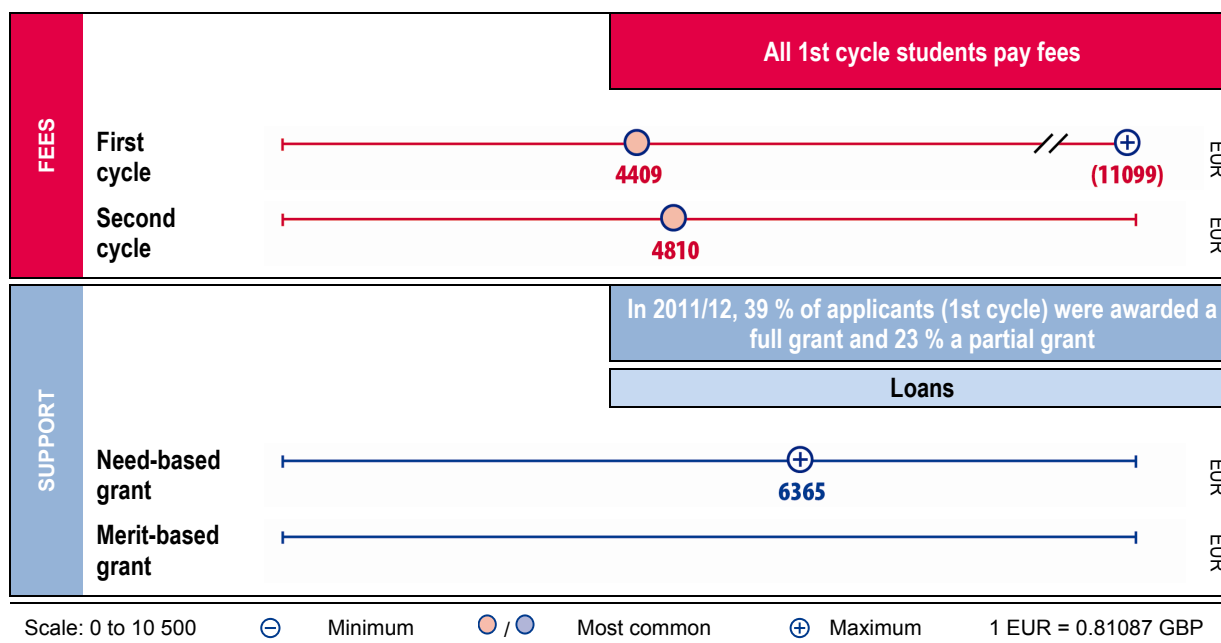 All 1st cycle students pay fees
FEES
First
cycle
4409
(11099)
EUR
Second
cycle
4810
EUR
In 2011/12, 39 % of applicants (1st cycle) were awarded a
full grant and 23 % a partial grant
Loans
SUPPORT
Need-based
grant
6365
EUR
Merit-based
grant
EUR
Scale: 0 to 10 500 Minimum / Most common Maximum 1 EUR = 0.81087 GBP